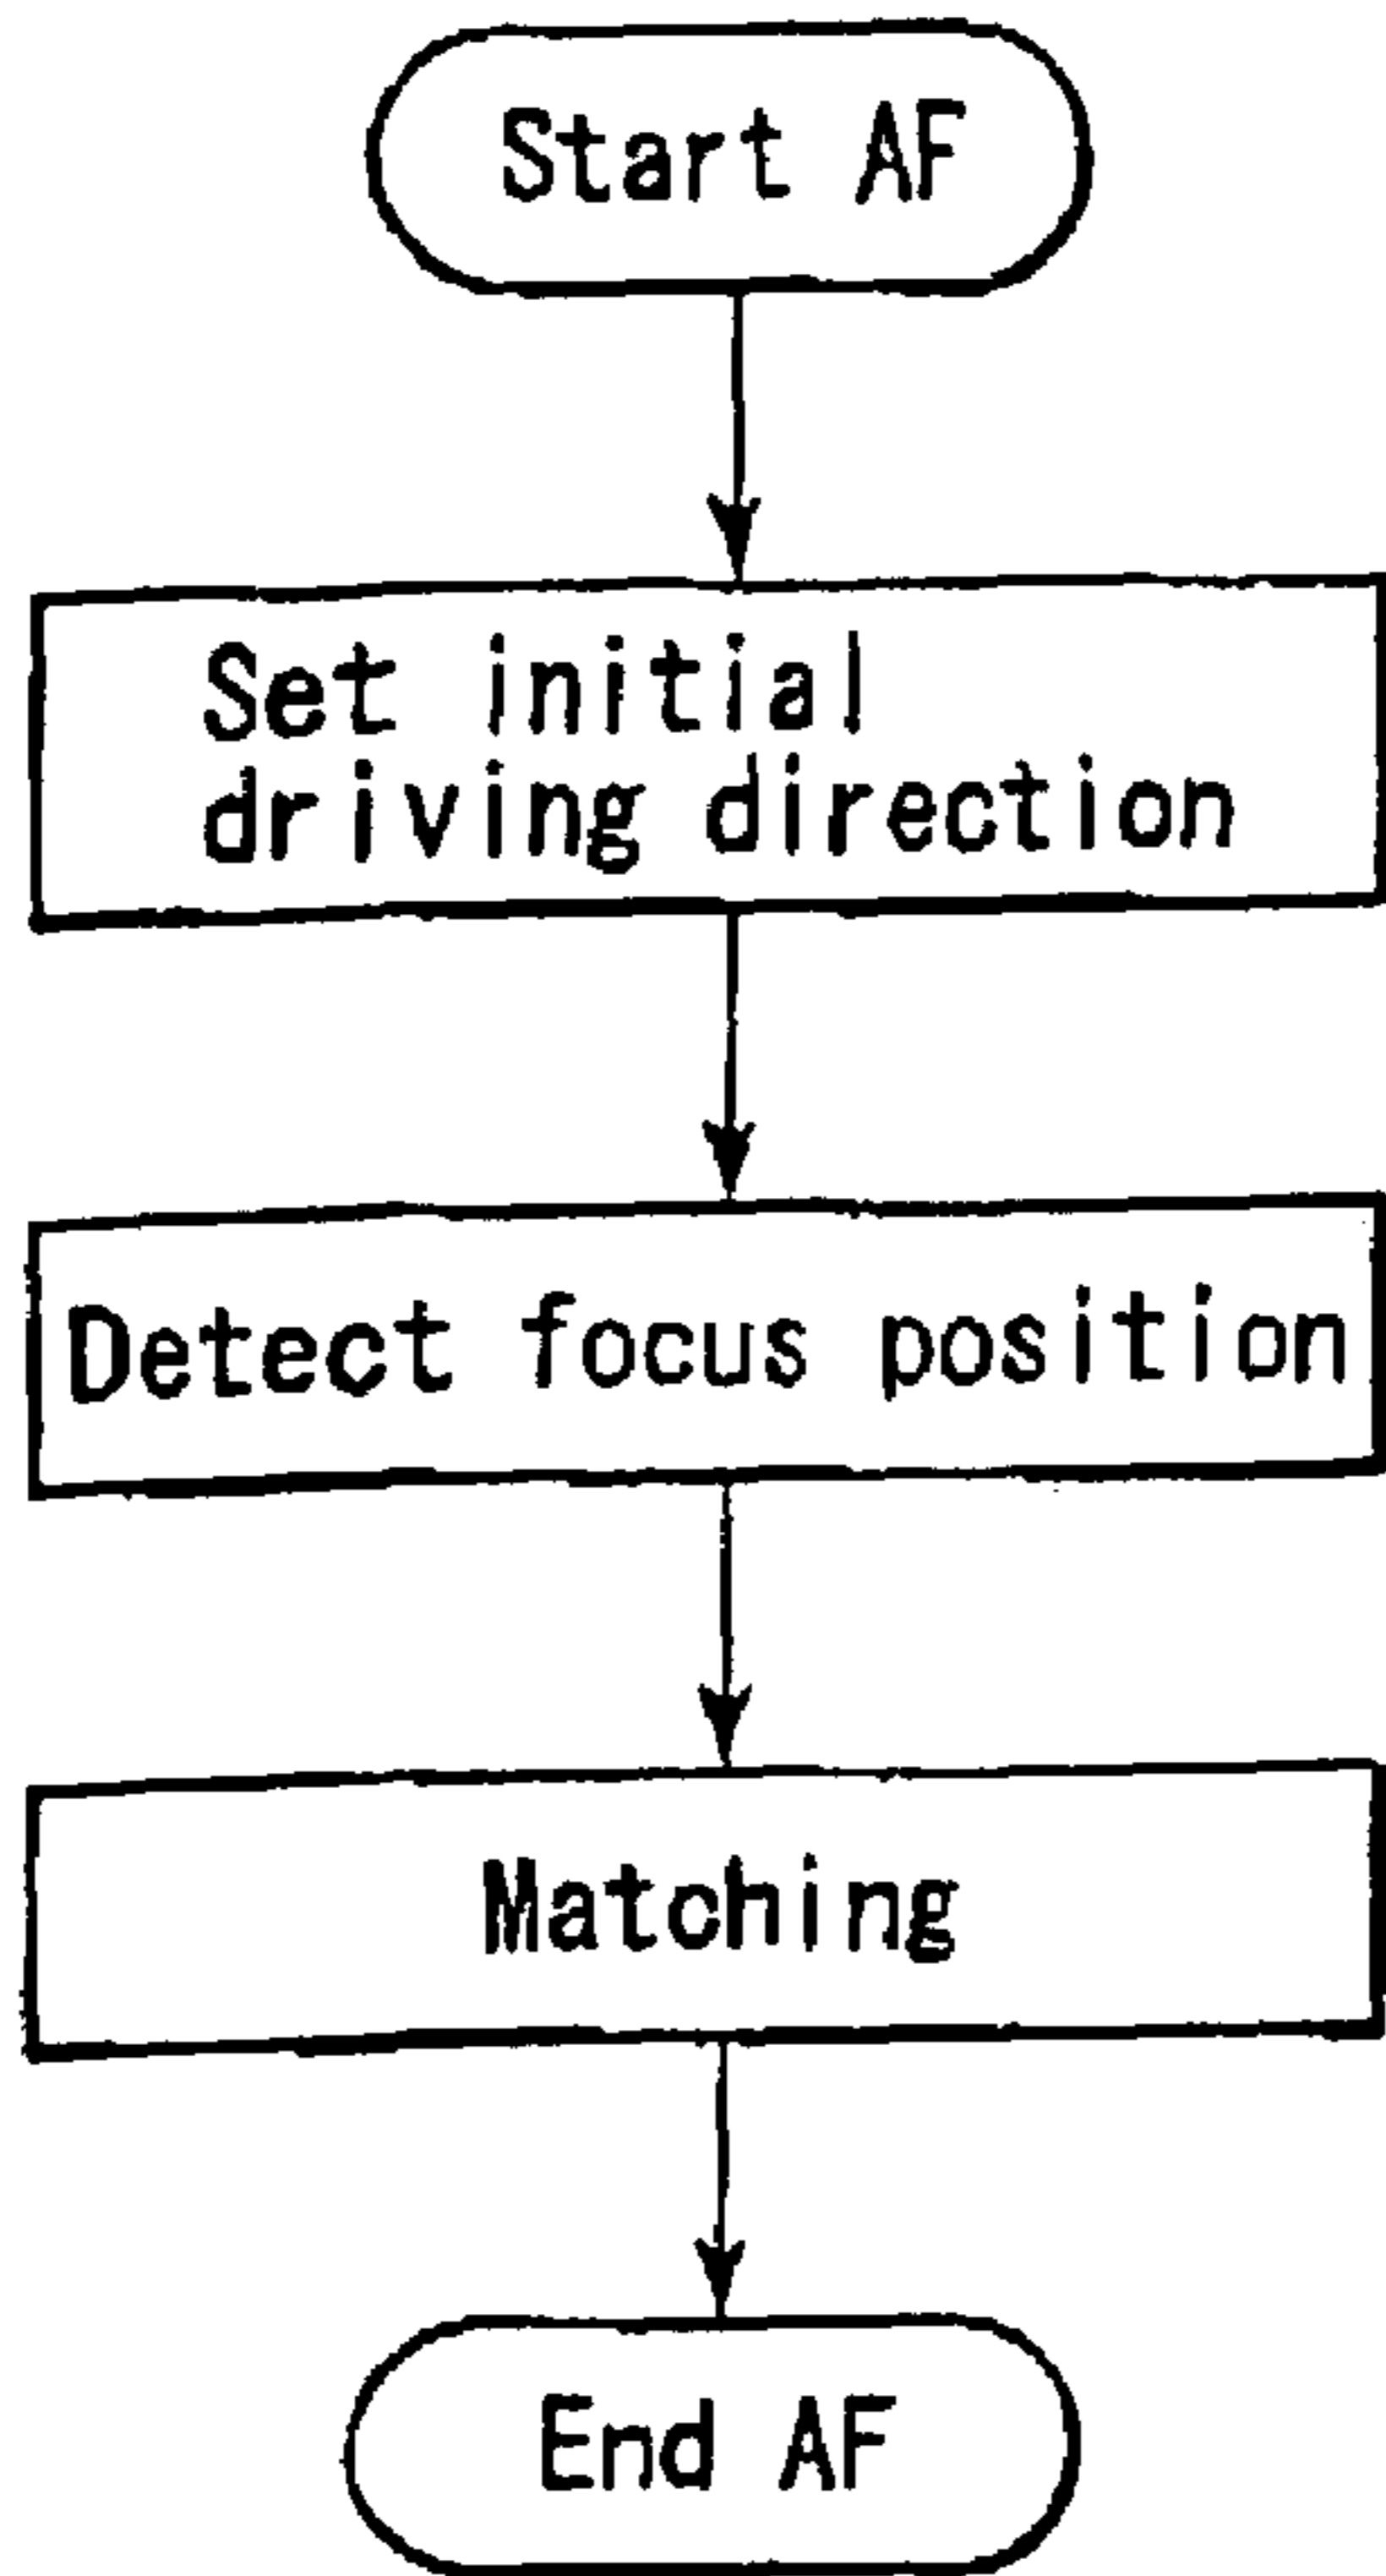 Start AF
Set initial
driving direction
Detect focus position
Matching
End AF